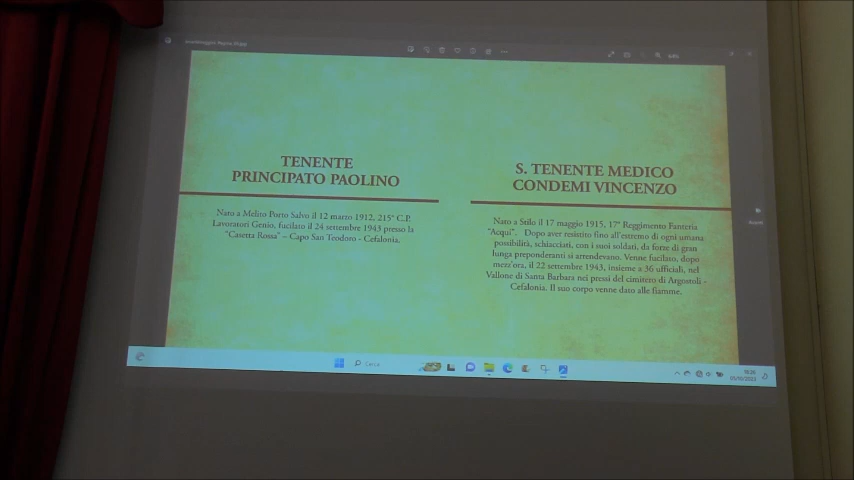 TENENTE
PRINCIPATO PAOLINO
Nato a Melito Porto Salvo il 12 marzo 1912, 215° C.P.
Lavoratori Genio, fucilato il 24 settembre 1943 presso la
"Casetta Rossa" – Capo San Teodoro - Cefalonia.
S. TENENTE MEDICO
CONDEMI VINCENZO
Nato a Stilo il 17 maggio 1915, 17° Reggimento Fanteria
"Acqui". Dopo aver resistito fino all'estremo di ogni umana
possibilità, schiacciati, con i suoi soldati, da forze di gran
lunga preponderanti si arrendevano. Venne fucilato, dopo
mezz'ora, il 22 settembre 1943, insieme a 36 ufficiali, nel
Vallone di Santa Barbara nei pressi del cimitero di Argostoli -
Cefalonia. Il suo corpo venne dato alle fiamme.
Cerca